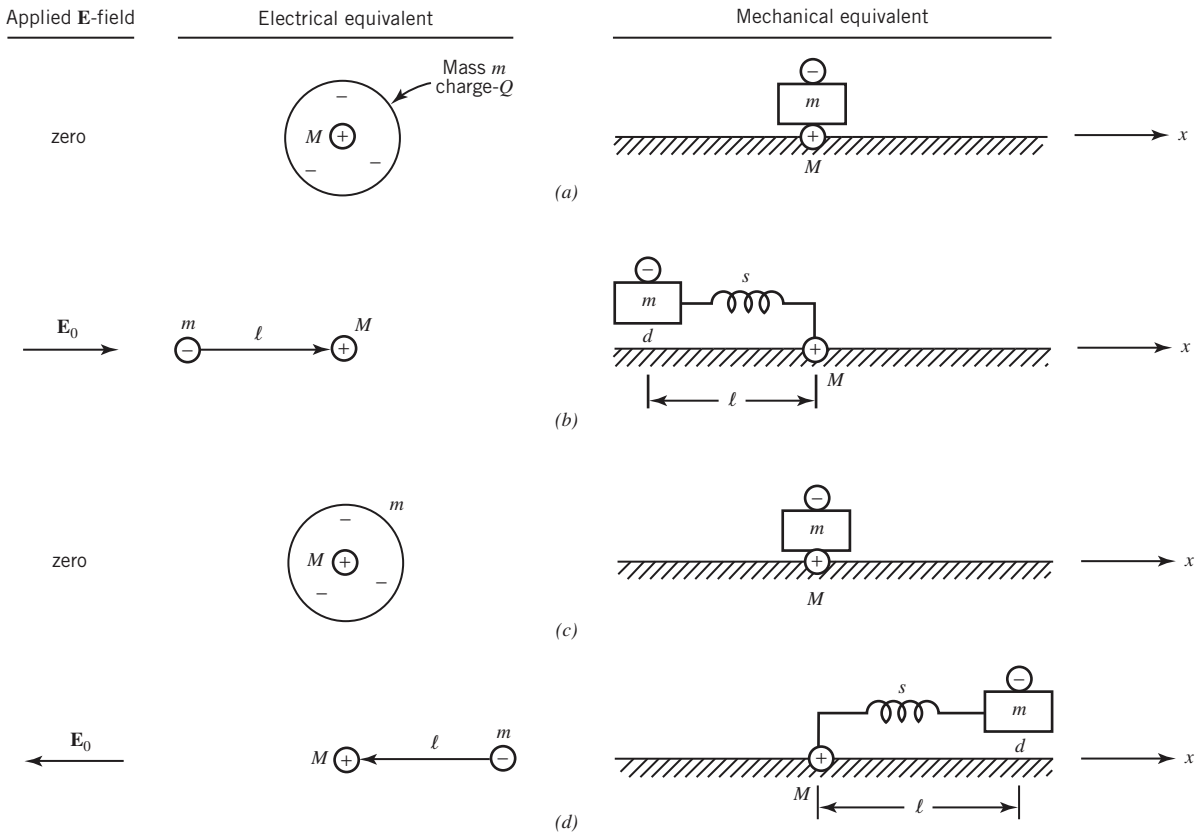 Applied E-field Electrical equivalent Mechanical equivalent
Mass m
charge-Q
−
m
zero
M + − −
−
+
x
M
(a)
−
s
m
E₀
m
ℓ
M
− +
d
+
x
M
ℓ
(b)
m
−
−
m
zero
M + − −
+
x
M
(c)
−
s
m
E₀
M + ℓ
m
−
d
+
x
M
ℓ
(d)